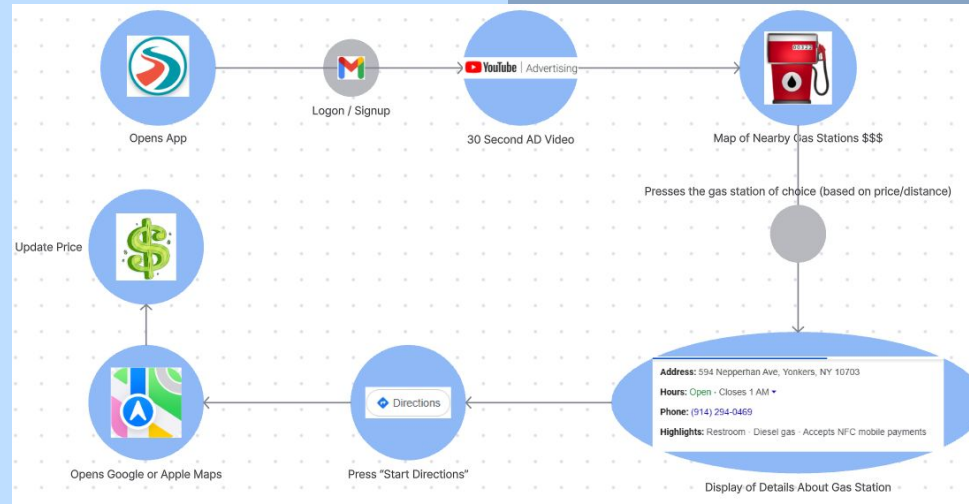 Opens App
Logon / Signup
YouTube | Advertising
30 Second AD Video
00022
Map of Nearby Gas Stations $$$
Presses the gas station of choice (based on price/distance)
Address: 594 Nepperhan Ave, Yonkers, NY 10703
Hours: Open · Closes 1 AM
Phone: (914) 294-0469
Highlights: Restroom · Diesel gas · Accepts NFC mobile payments
Display of Details About Gas Station
Directions
Press "Start Directions"
Opens Google or Apple Maps
Update Price
$